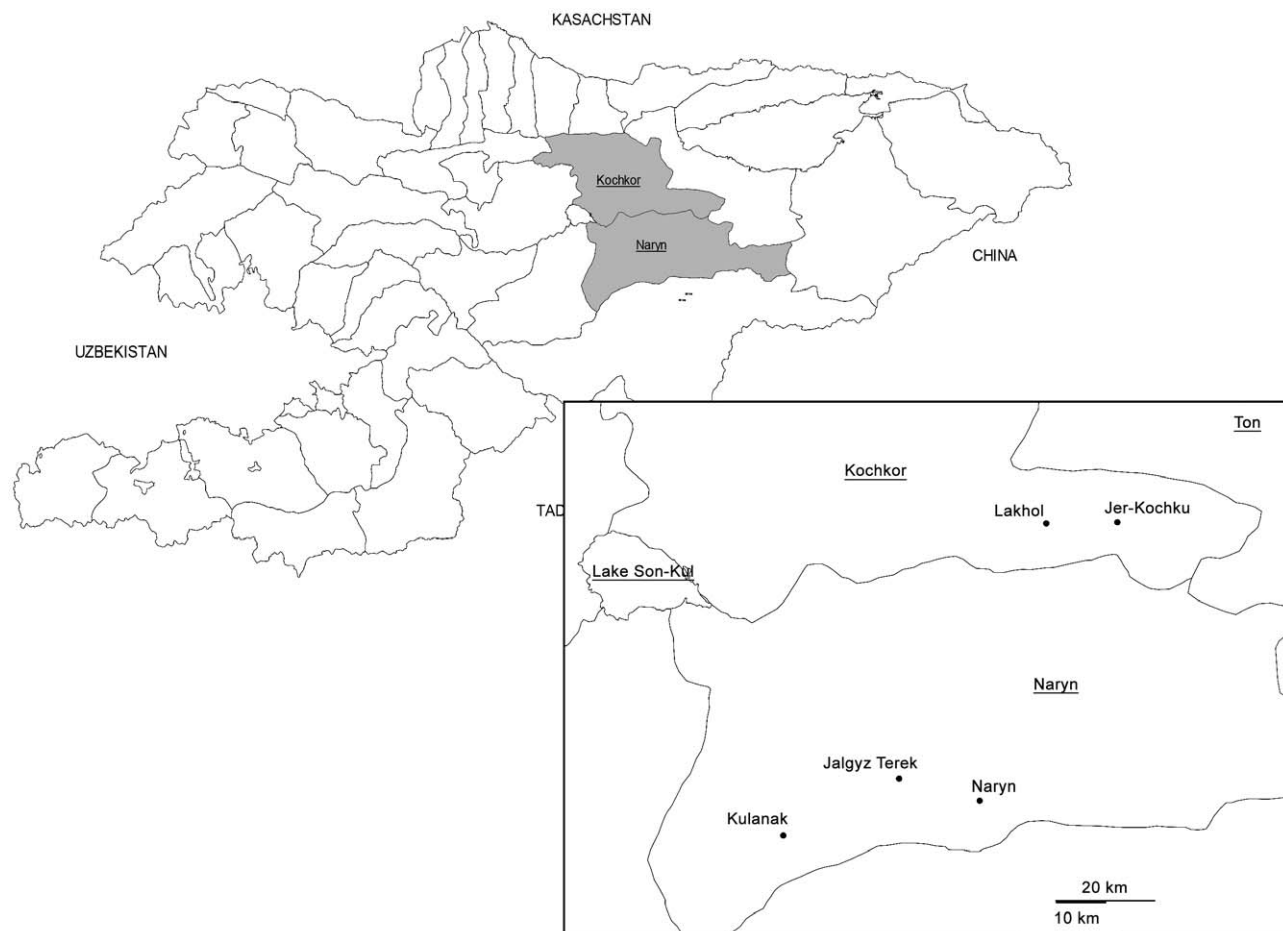 KASACHSTAN
Kochkor
Naryn
CHINA
UZBEKISTAN
TAD
Ton
Kochkor
Lakhol
Jer-Kochku
Lake Son-Kul
Naryn
Jalgyz Terek
Naryn
Kulanak
20 km
10 km